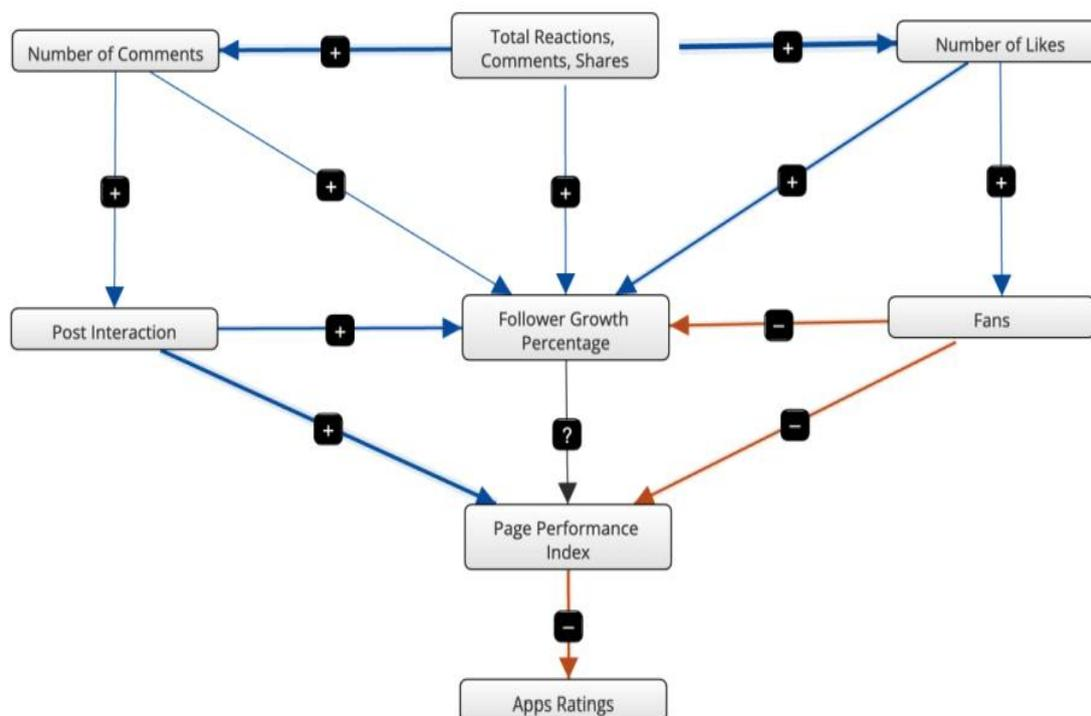 Total Reactions,
Comments, Shares
Number of Comments
+
+
Number of Likes
+
+
+
+
+
Post Interaction
+
Follower Growth
Percentage
−
Fans
+
?
−
Page Performance
Index
−
Apps Ratings